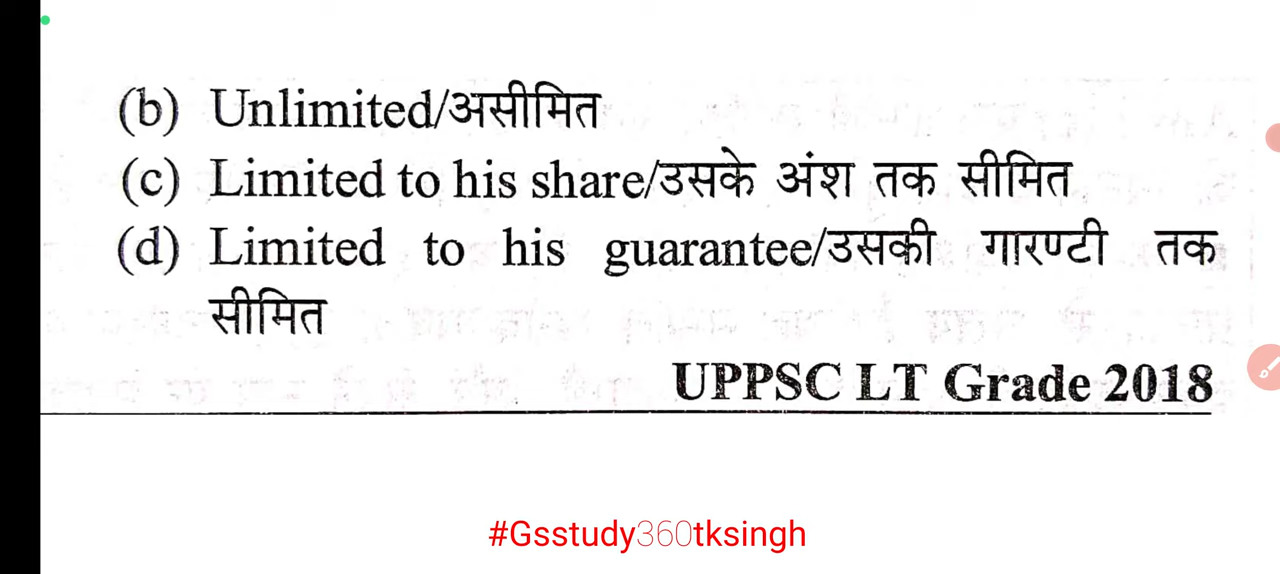 (b) Unlimited/असीमित
(c) Limited to his share/उसके अंश तक सीमित
(d) Limited to his guarantee/उसकी गारण्टी तक
सीमित
UPPSC LT Grade 2018
#Gsstudy360tksingh